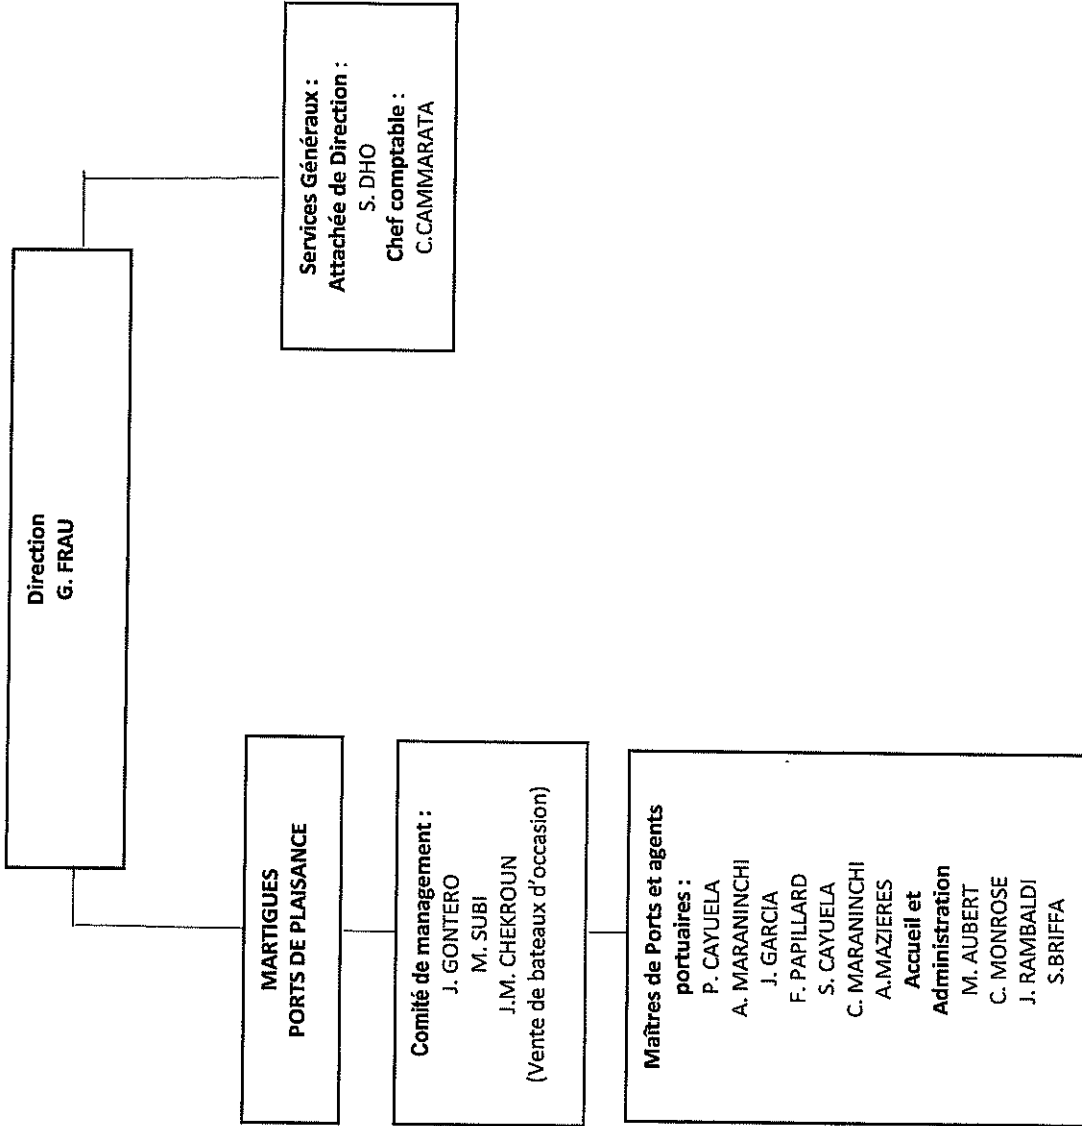 Direction
G. FRAU
Services Généraux :
Attachée de Direction :
S. DHO
Chef comptable :
C.CAMMARATA
MARTIGUES
PORTS DE PLAISANCE
Comité de management :
J. GONTERO
M. SUBI
J.M. CHEKROUN
(Vente de bateaux d'occasion)
Maîtres de Ports et agents
portuaires :
P. CAYUELA
A. MARANINCHI
J. GARCIA
F. PAPILLARD
S. CAYUELA
C. MARANINCHI
A.MAZIERES
Accueil et
Administration
M. AUBERT
C. MONROSE
J. RAMBALDI
S.BRIFFA